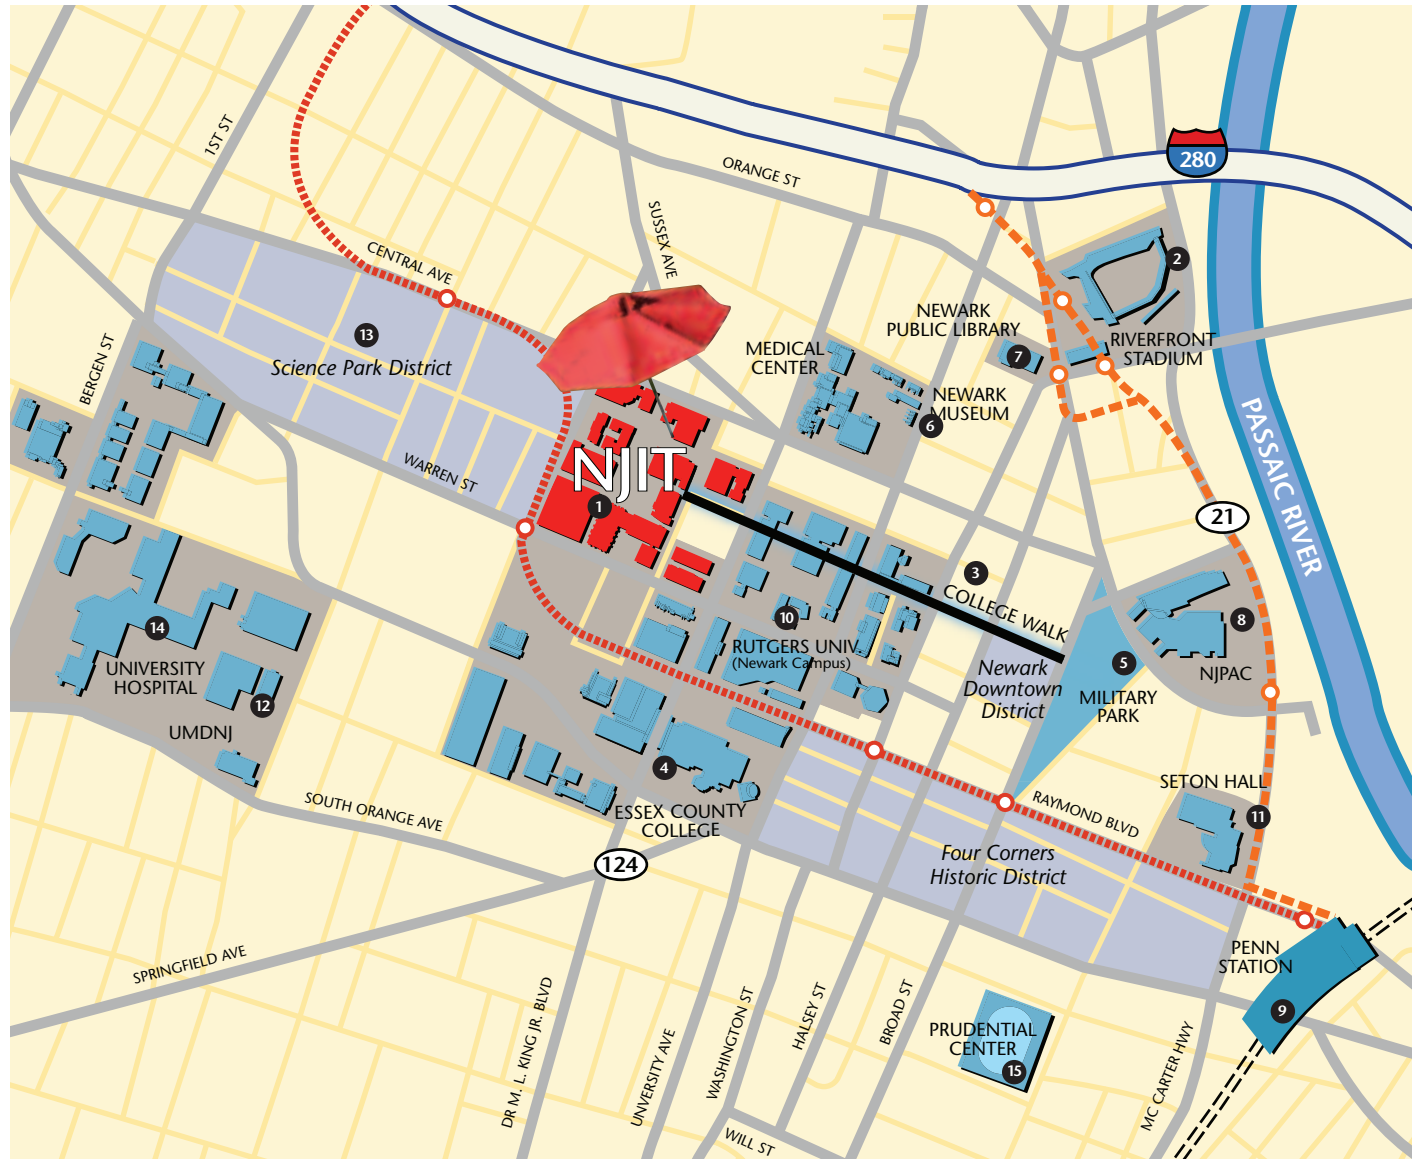 280
1ST ST
ORANGE ST
SUSSEX AVE
CENTRAL AVE
2
NEWARK
PUBLIC LIBRARY
7
RIVERFRONT
STADIUM
13
Science Park District
MEDICAL
CENTER
BERGEN ST
NEWARK
MUSEUM
6
PASSAIC RIVER
WARREN ST
NJIT
1
21
3
COLLEGE WALK
10
RUTGERS UNIV
(Newark Campus)
8
NJPAC
14
UNIVERSITY
HOSPITAL
5
MILITARY
PARK
Newark
Downtown
District
12
UMDNJ
4
ESSEX COUNTY
COLLEGE
SETON HALL
11
SOUTH ORANGE AVE
RAYMOND BLVD
124
Four Corners
Historic District
SPRINGFIELD AVE
PENN
STATION
9
DR M. L. KING JR. BLVD
UNVERSITY AVE
WASHINGTON ST
HALSEY ST
BROAD ST
PRUDENTIAL
CENTER
15
MC CARTER HWY
WILL ST